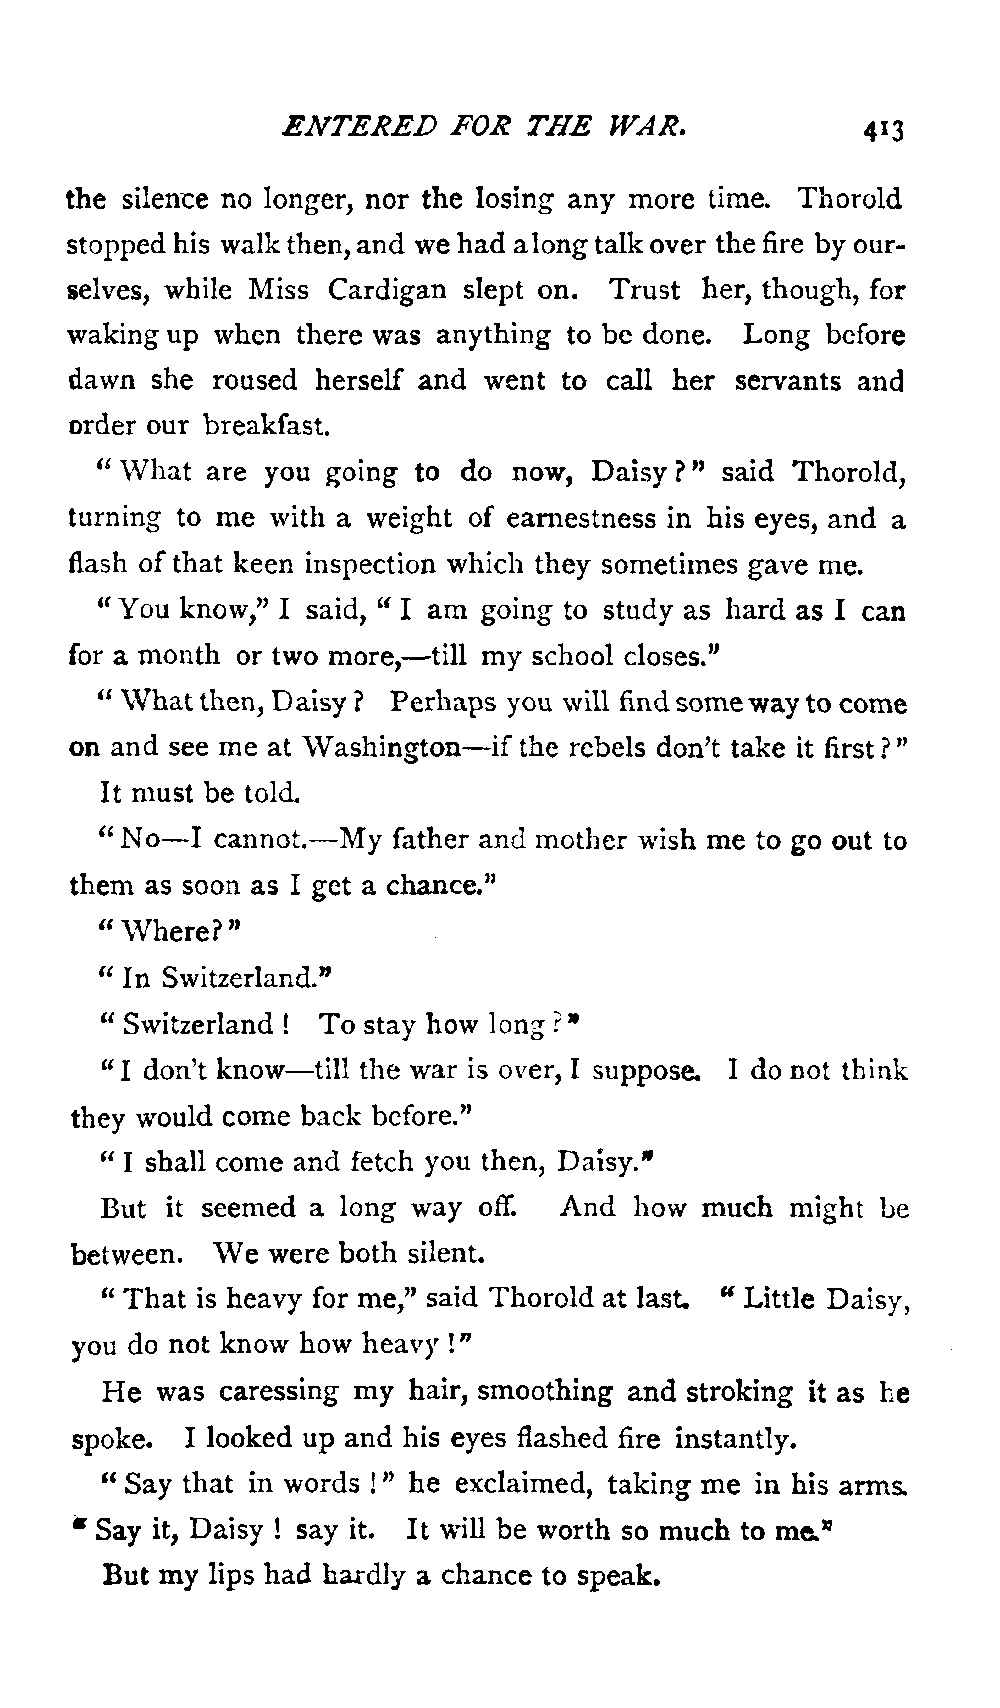 ENTERED FOR THE WAR. 413
the silence no longer, nor the losing any more time. Thorold
stopped his walk then, and we had a long talk over the fire by our-
selves, while Miss Cardigan slept on. Trust her, though, for
waking up when there was anything to be done. Long before
dawn she roused herself and went to call her servants and
order our breakfast.
"What are you going to do now, Daisy?" said Thorold,
turning to me with a weight of earnestness in his eyes, and a
flash of that keen inspection which they sometimes gave me.
"You know," I said, "I am going to study as hard as I can
for a month or two more,—till my school closes."
"What then, Daisy? Perhaps you will find some way to come
on and see me at Washington—if the rebels don't take it first?"
It must be told.
"No—I cannot.—My father and mother wish me to go out to
them as soon as I get a chance."
"Where?"
"In Switzerland."
"Switzerland! To stay how long?"
"I don't know—till the war is over, I suppose. I do not think
they would come back before."
"I shall come and fetch you then, Daisy."
But it seemed a long way off. And how much might be
between. We were both silent.
"That is heavy for me," said Thorold at last. "Little Daisy,
you do not know how heavy!"
He was caressing my hair, smoothing and stroking it as he
spoke. I looked up and his eyes flashed fire instantly.
"Say that in words!" he exclaimed, taking me in his arms.
"Say it, Daisy! say it. It will be worth so much to me."
But my lips had hardly a chance to speak.